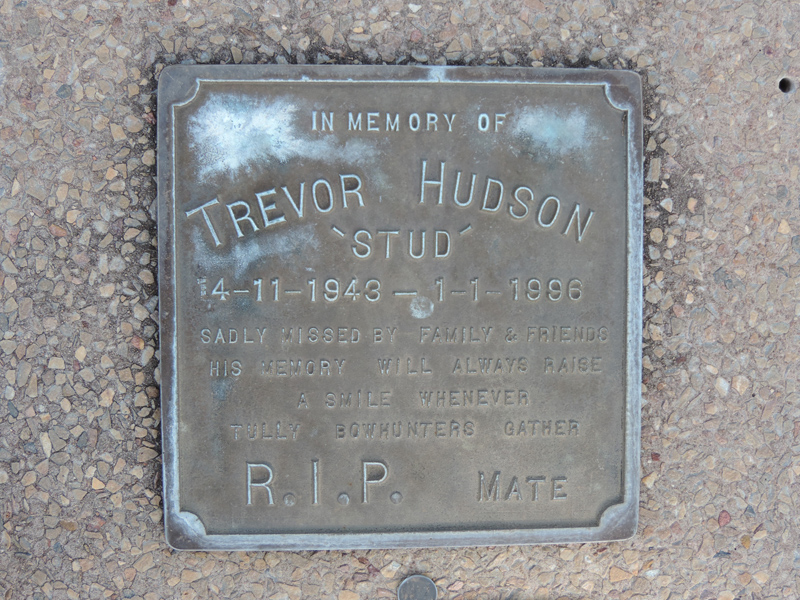 IN MEMORY OF
TREVOR HUDSON
'STUD'
14-11-1943 — 1-1-1996
SADLY MISSED BY FAMILY & FRIENDS
HIS MEMORY WILL ALWAYS RAISE
A SMILE WHENEVER
TULLY BOWHUNTERS GATHER
R.I.P. MATE